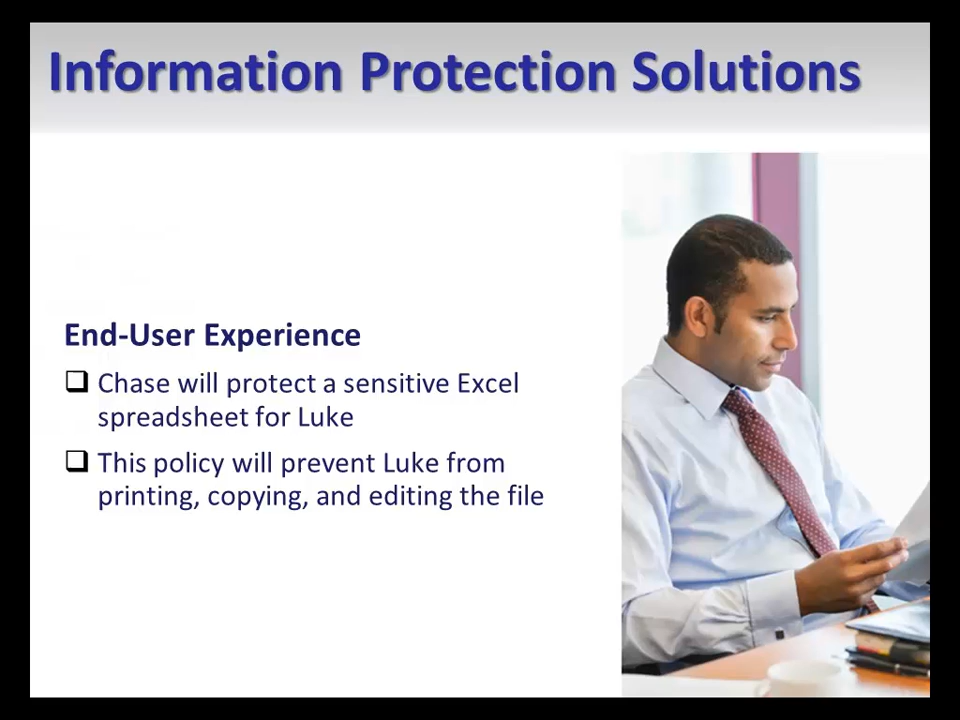 Information Protection Solutions
End-User Experience
❑ Chase will protect a sensitive Excel
spreadsheet for Luke
❑ This policy will prevent Luke from
printing, copying, and editing the file